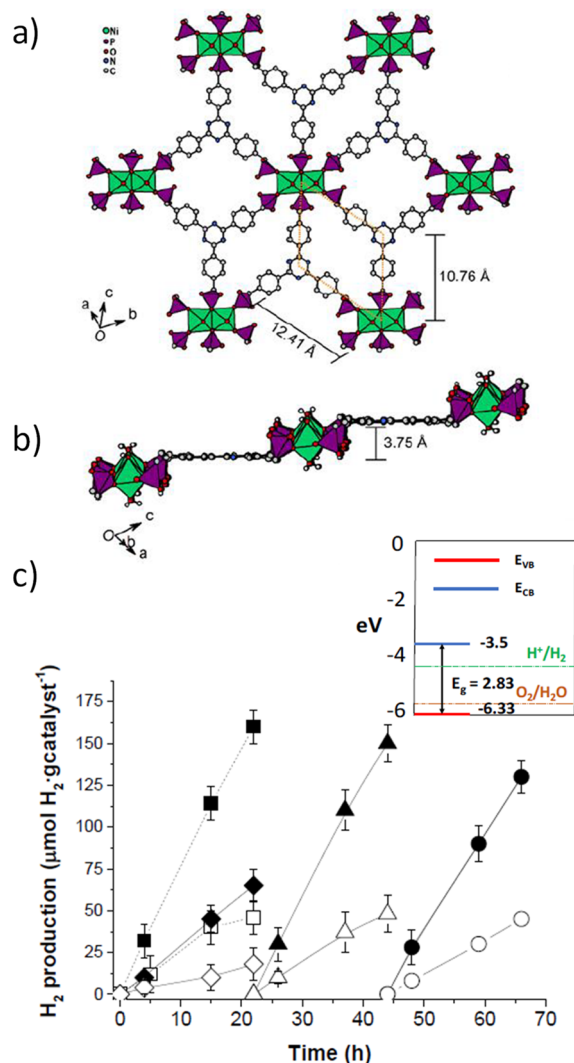 a)
Ni
P
O
N
C
10.76 Å
12.41 Å
a
c
b
O
b)
3.75 Å
O
c
b
a
c)
0
E_VB
-2
E_CB
eV
-3.5
-4
H⁺/H₂
E_g = 2.83
O₂/H₂O
-6
-6.33
H₂ production (µmol H₂·gcatalyst⁻¹)
175
150
125
100
75
50
25
0
0 10 20 30 40 50 60 70
Time (h)